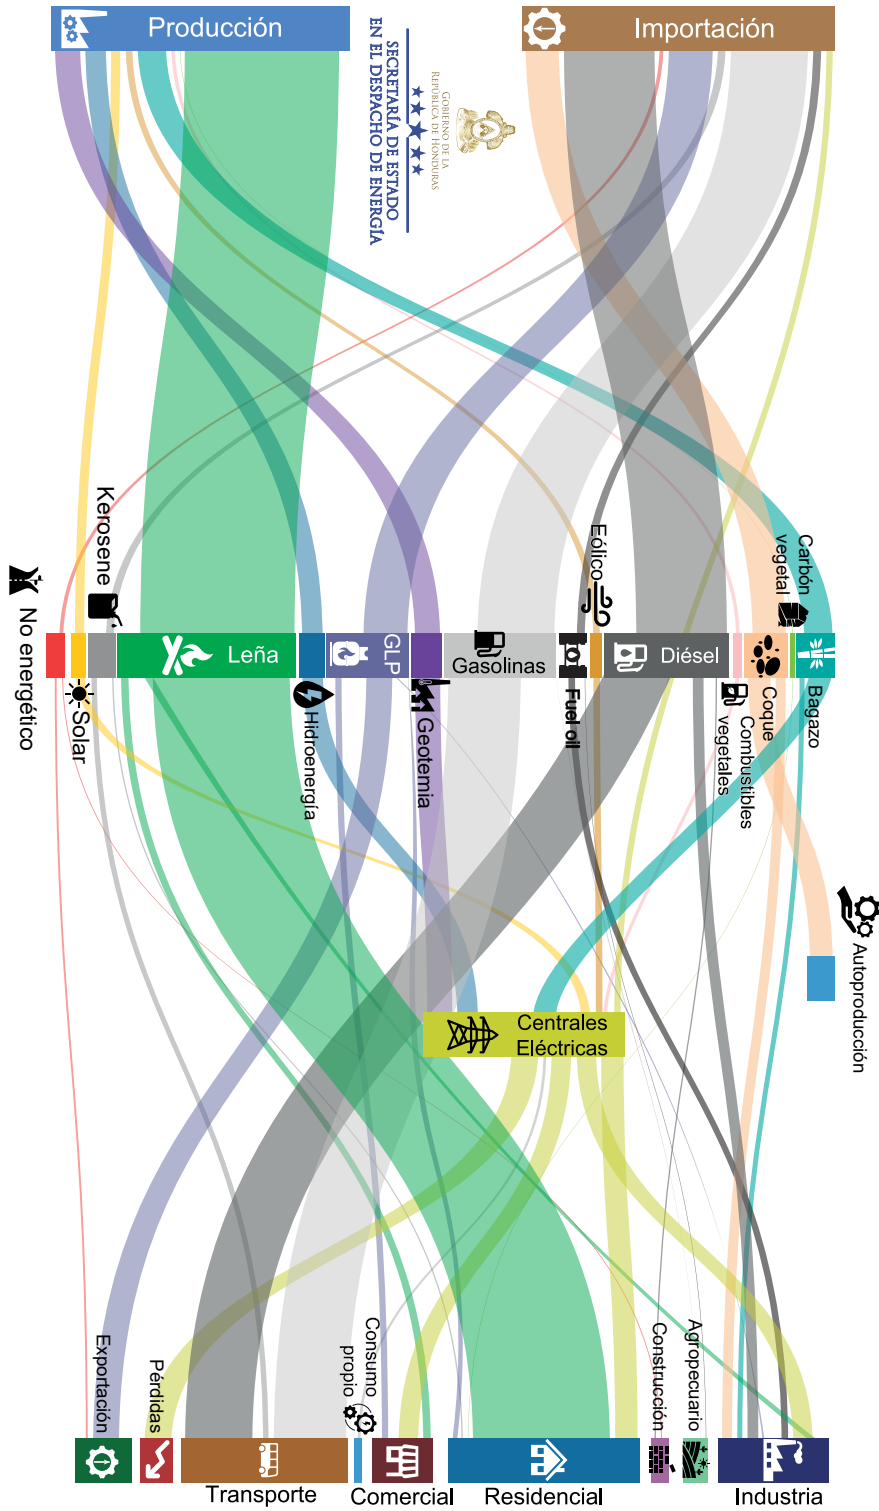 Producción
Importación
GOBIERNO DE LA
REPÚBLICA DE HONDURAS
SECRETARÍA DE ESTADO
EN EL DESPACHO DE ENERGÍA
No energético
Solar
Kerosene
Leña
Hidroenergía
GLP
Geotemia
Gasolinas
Fuel oil
Eólico
Diésel
Combustibles
vegetales
Coque
Carbón
vegetal
Bagazo
Autoproducción
Centrales
Eléctricas
Exportación
Pérdidas
Transporte
Consumo
propio
Comercial
Residencial
Construcción
Agropecuario
Industria